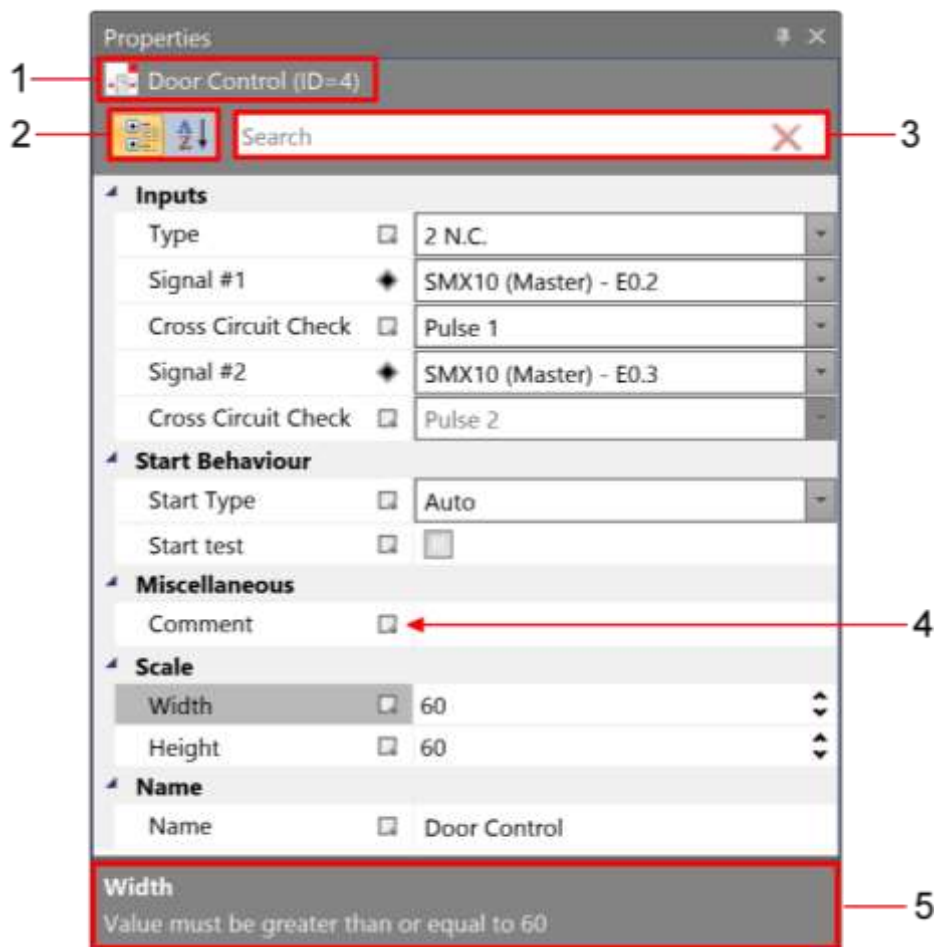 Properties
1 Door Control (ID=4)
2 Search 3
Inputs
Type 2 N.C.
Signal #1 SMX10 (Master) - E0.2
Cross Circuit Check Pulse 1
Signal #2 SMX10 (Master) - E0.3
Cross Circuit Check Pulse 2
Start Behaviour
Start Type Auto
Start test
Miscellaneous
Comment 4
Scale
Width 60
Height 60
Name
Name Door Control
Width
Value must be greater than or equal to 60 5